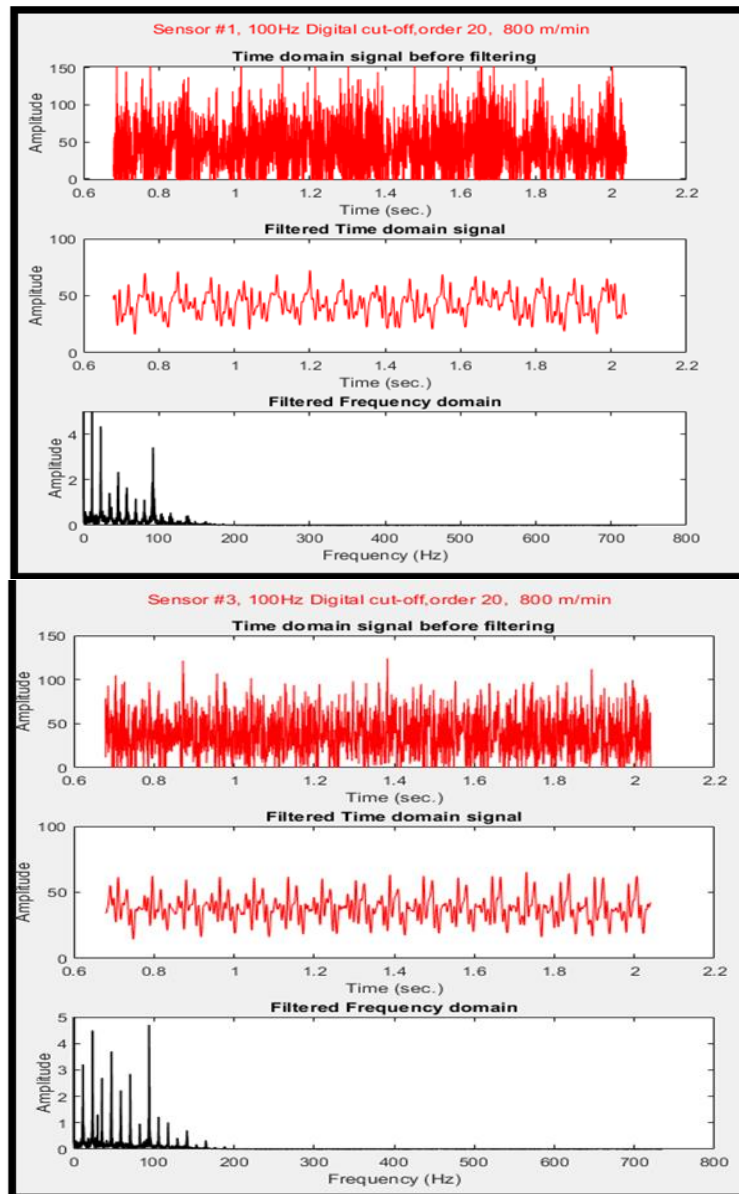 Sensor #1, 100Hz Digital cut-off,order 20,  800 m/min
Time domain signal before filtering
150
100
50
0
Amplitude
0.6 0.8 1 1.2 1.4 1.6 1.8 2 2.2
Time (sec.)
Filtered Time domain signal
100
50
0
Amplitude
0.6 0.8 1 1.2 1.4 1.6 1.8 2 2.2
Time (sec.)
Filtered Frequency domain
4
2
0
Amplitude
0 100 200 300 400 500 600 700 800
Frequency (Hz)
Sensor #3, 100Hz Digital cut-off,order 20,  800 m/min
Time domain signal before filtering
150
100
50
0
Amplitude
0.6 0.8 1 1.2 1.4 1.6 1.8 2 2.2
Time (sec.)
Filtered Time domain signal
100
50
0
Amplitude
0.6 0.8 1 1.2 1.4 1.6 1.8 2 2.2
Time (sec.)
Filtered Frequency domain
5
4
3
2
1
0
Amplitude
0 100 200 300 400 500 600 700 800
Frequency (Hz)